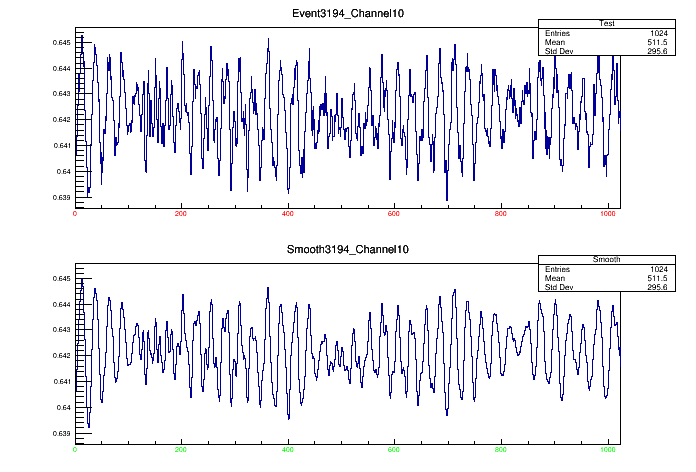 Event3194_Channel10
Test
Entries 1024
Mean 511.5
Std Dev 295.6
0.645
0.644
0.643
0.642
0.641
0.64
0.639
0 200 400 600 800 1000
Smooth3194_Channel10
Smooth
Entries 1024
Mean 511.5
Std Dev 295.6
0.645
0.644
0.643
0.642
0.641
0.64
0.639
0 200 400 600 800 1000